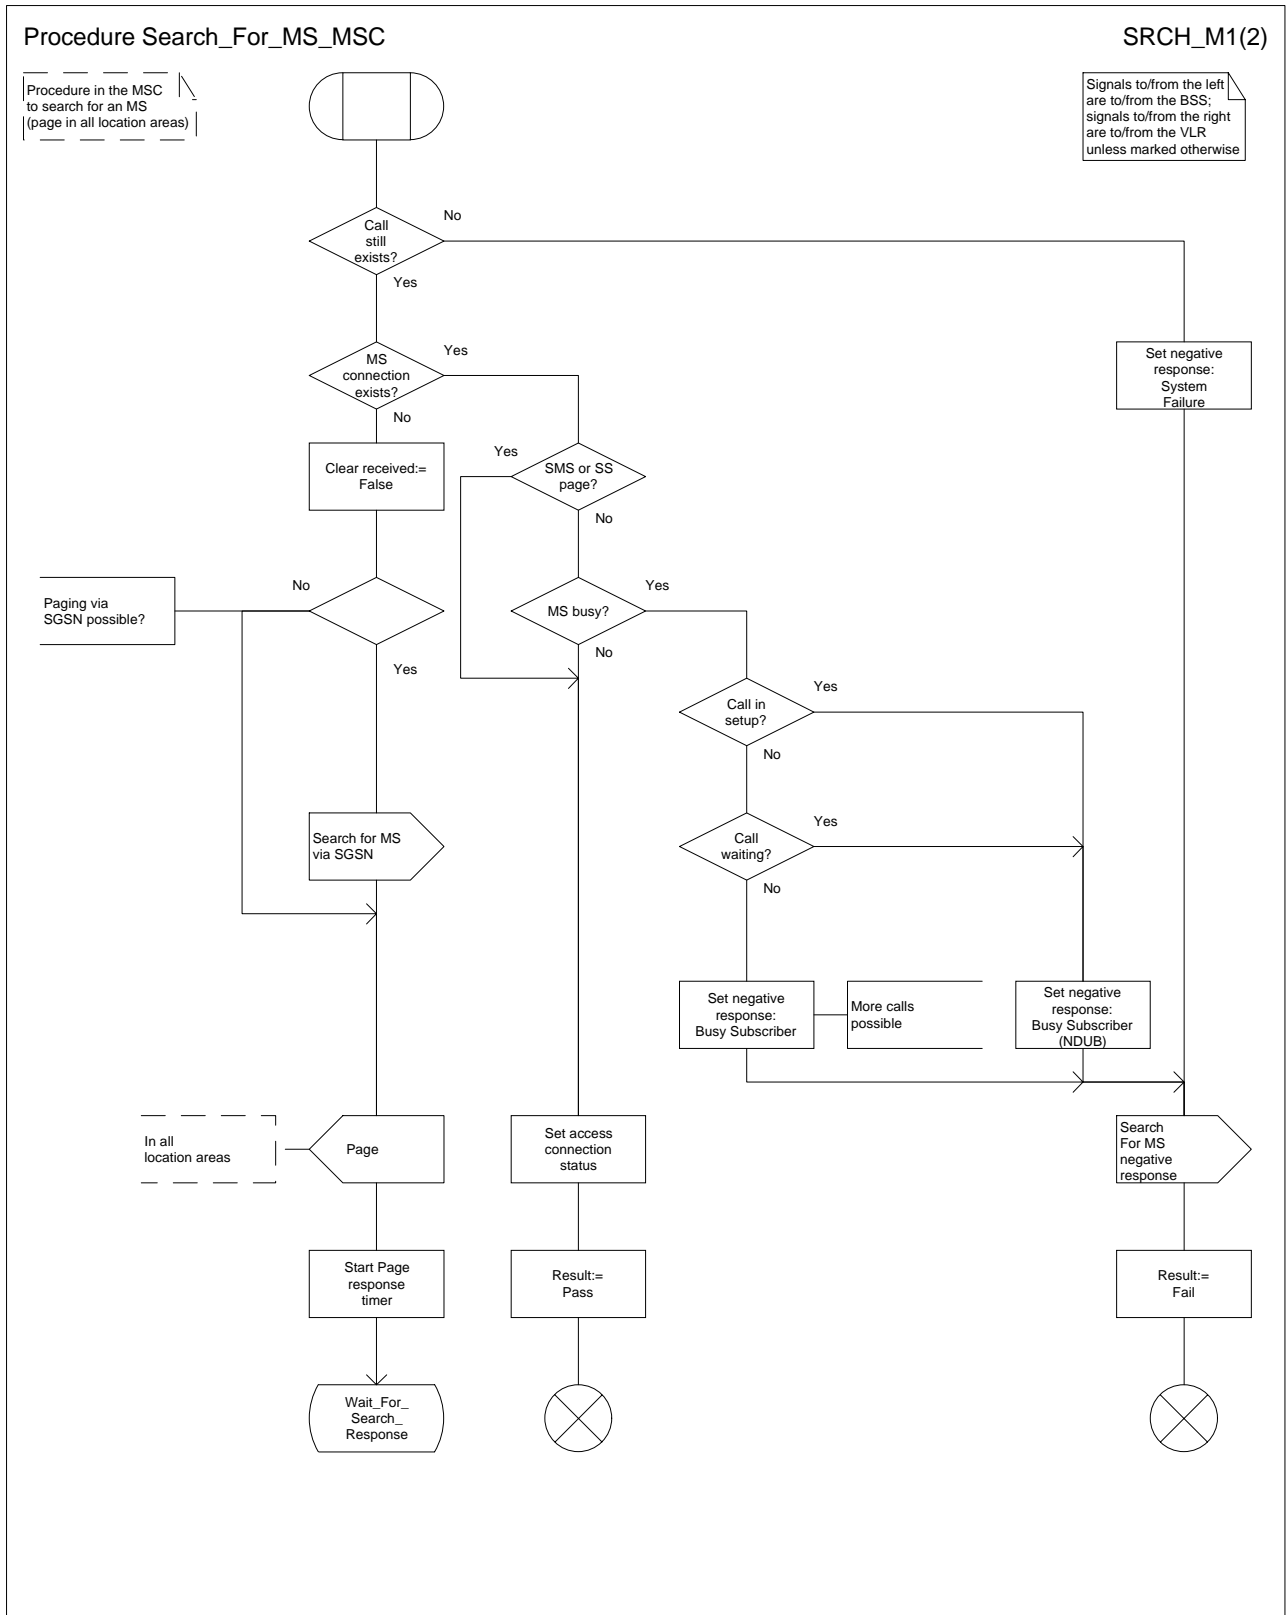 Procedure Search_For_MS_MSC
SRCH_M1(2)
Procedure in the MSC
to search for an MS
(page in all location areas)
Signals to/from the left
are to/from the BSS;
signals to/from the right
are to/from the VLR
unless marked otherwise
Call
still
exists?
No
Yes
MS
connection
exists?
Yes
No
Set negative
response:
System
Failure
Clear received:=
False
Yes
SMS or SS
page?
No
Paging via
SGSN possible?
No
Yes
MS busy?
Yes
No
Call in
setup?
Yes
No
Search for MS
via SGSN
Call
waiting?
Yes
No
Set negative
response:
Busy Subscriber
More calls
possible
Set negative
response:
Busy Subscriber
(NDUB)
In all
location areas
Page
Set access
connection
status
Search
For MS
negative
response
Start Page
response
timer
Result:=
Pass
Result:=
Fail
Wait_For_
Search_
Response